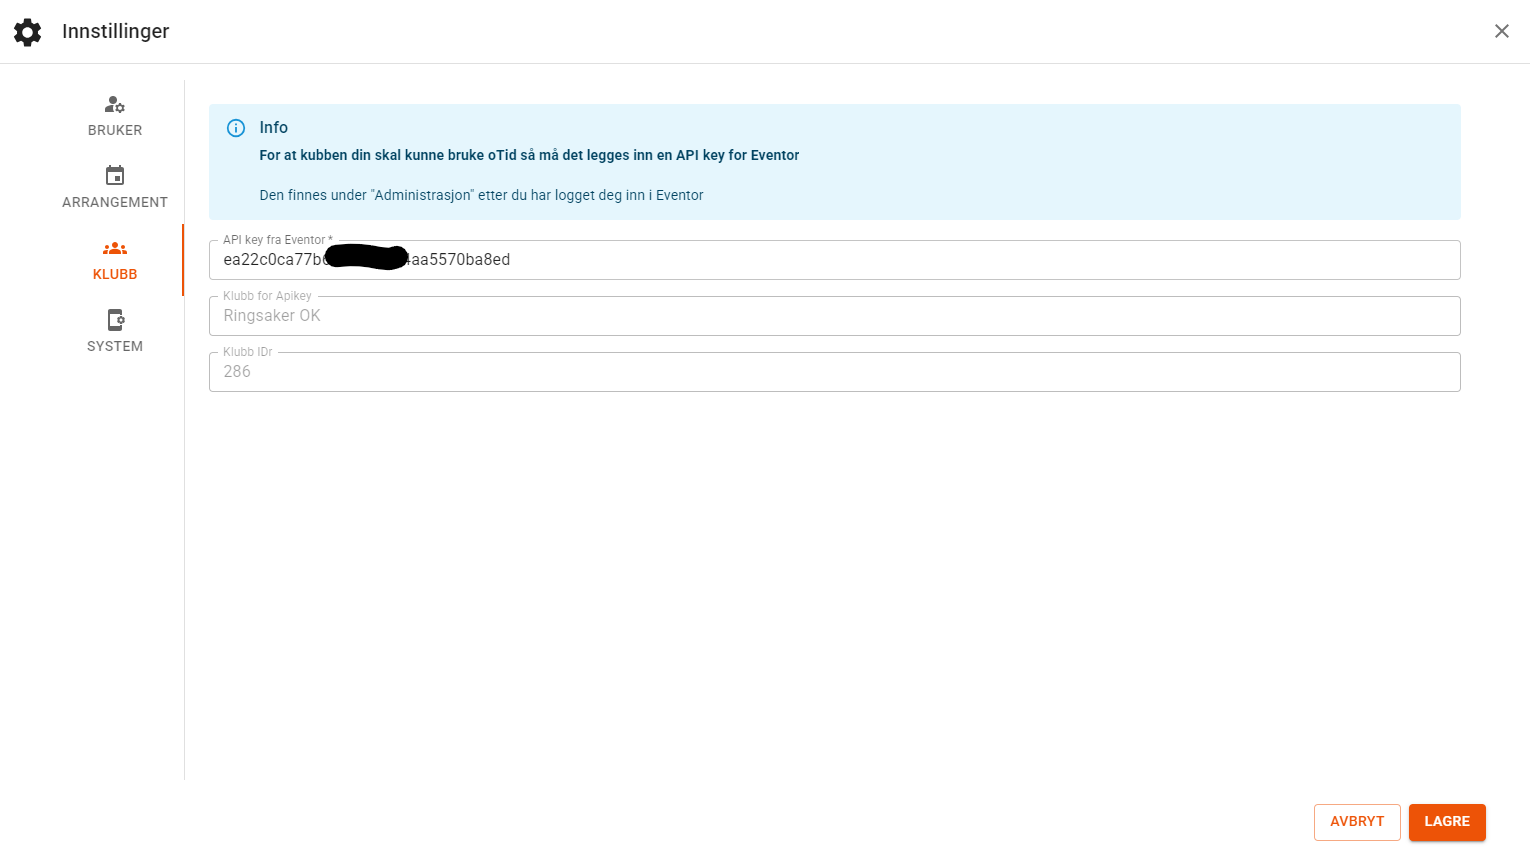 Innstillinger
BRUKER
ARRANGEMENT
KLUBB
SYSTEM
Info
For at kubben din skal kunne bruke oTid så må det legges inn en API key for Eventor
Den finnes under "Administrasjon" etter du har logget deg inn i Eventor
API key fra Eventor *
ea22c0ca77b aa5570ba8ed
Klubb for Apikey
Ringsaker OK
Klubb IDr
286
AVBRYT
LAGRE